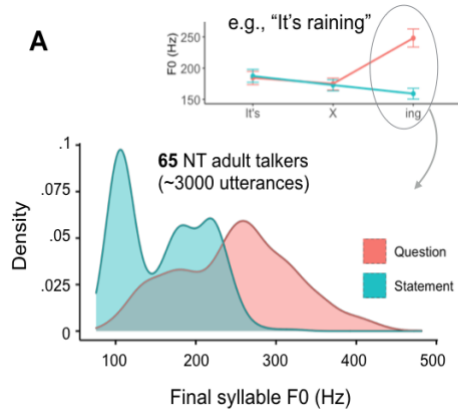 A
e.g., “It’s raining”
F0 (Hz)
250
200
150
It's
X
ing
65 NT adult talkers
(~3000 utterances)
Density
.1
.075
.05
.025
0
Question
Statement
100
200
300
400
500
Final syllable F0 (Hz)